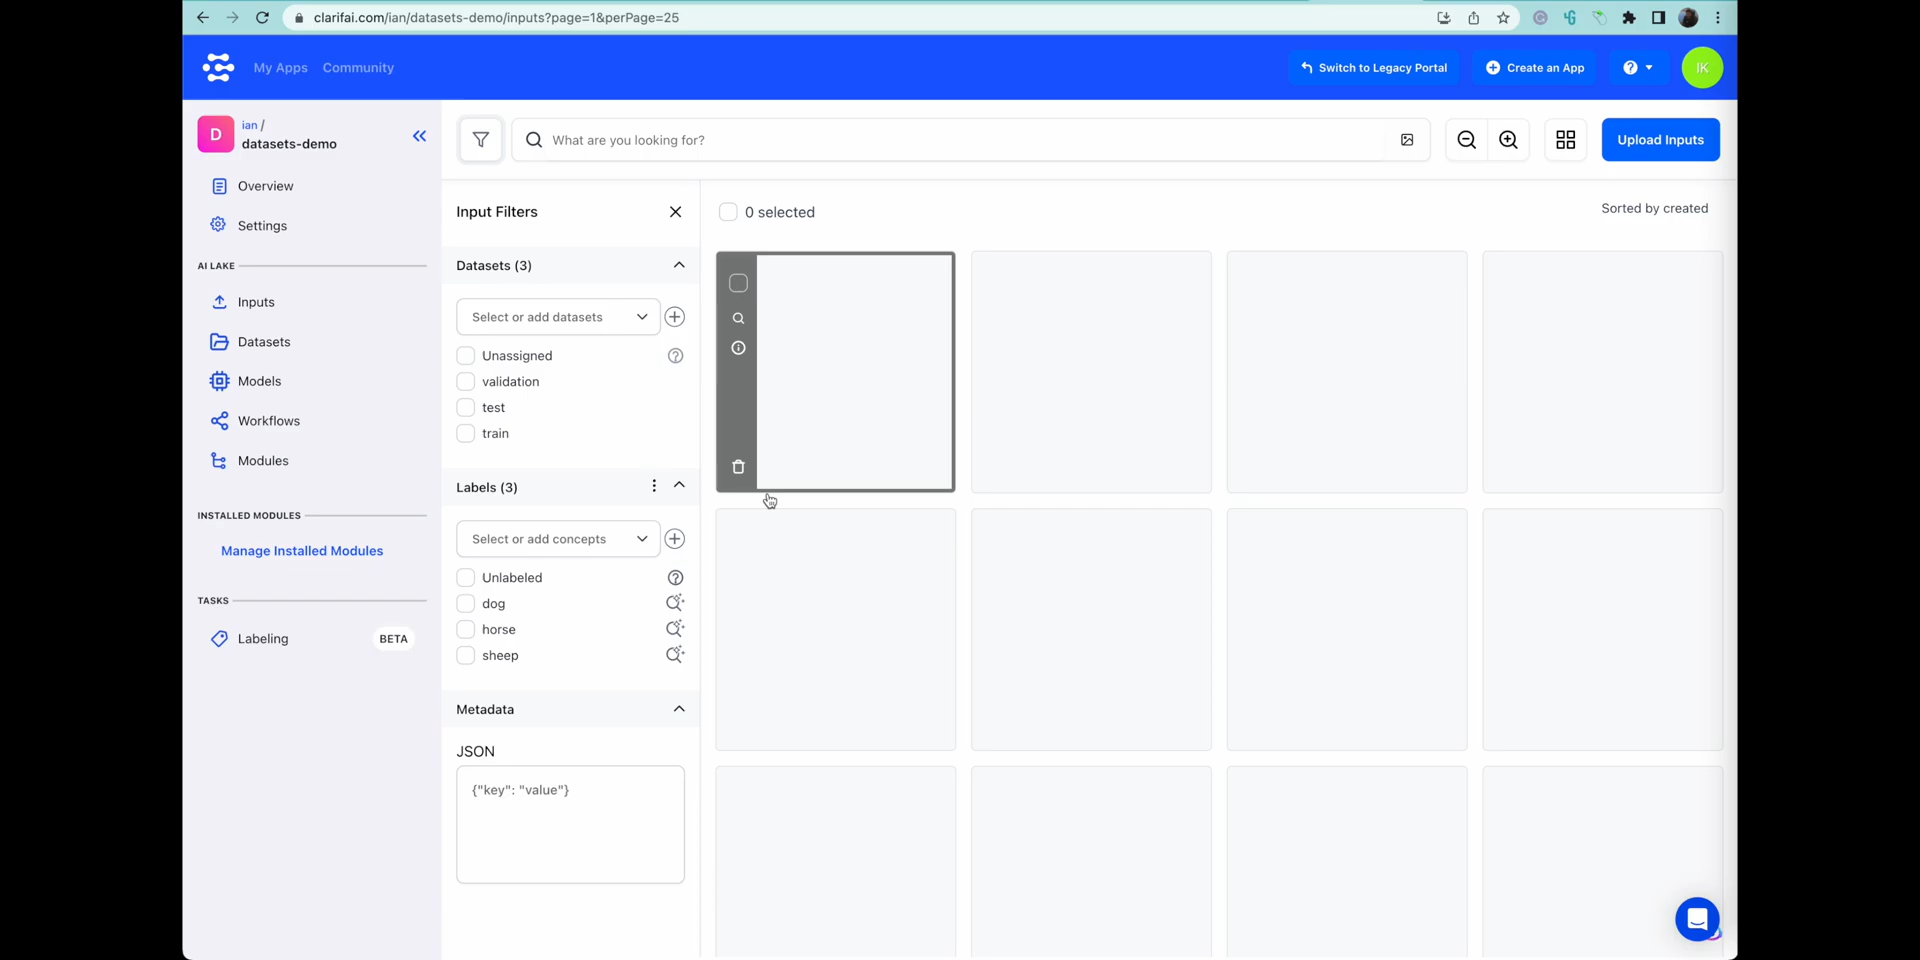 clarifai.com/ian/datasets-demo/inputs?page=1&perPage=25
My Apps
Community
Switch to Legacy Portal
Create an App
IK
D
ian /
datasets-demo
Overview
Settings
AI LAKE
Inputs
Datasets
Models
Workflows
Modules
INSTALLED MODULES
Manage Installed Modules
TASKS
Labeling
BETA
What are you looking for?
Upload Inputs
Input Filters
Datasets (3)
Select or add datasets
Unassigned
validation
test
train
Labels (3)
Select or add concepts
Unlabeled
dog
horse
sheep
Metadata
JSON
{"key": "value"}
0 selected
Sorted by created